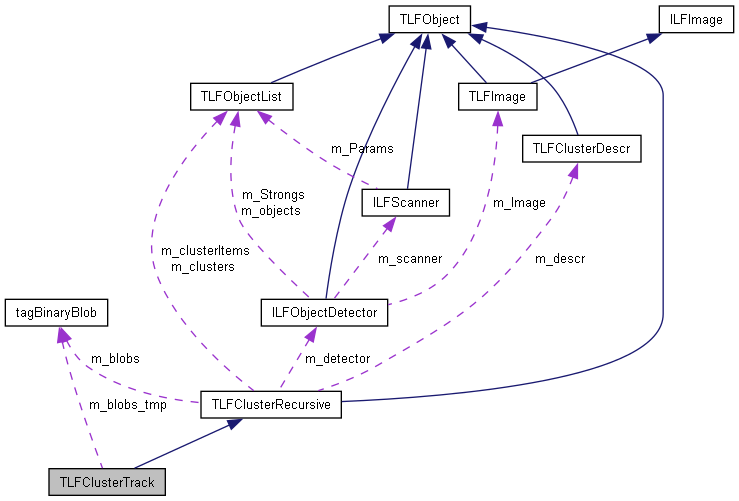 TLFObject
ILFImage
TLFObjectList
TLFImage
m_Params
TLFClusterDescr
m_Strongs
m_objects
ILFScanner
m_Image
m_clusterItems
m_clusters
m_scanner
m_descr
tagBinaryBlob
ILFObjectDetector
m_blobs
m_detector
m_blobs_tmp
TLFClusterRecursive
TLFClusterTrack